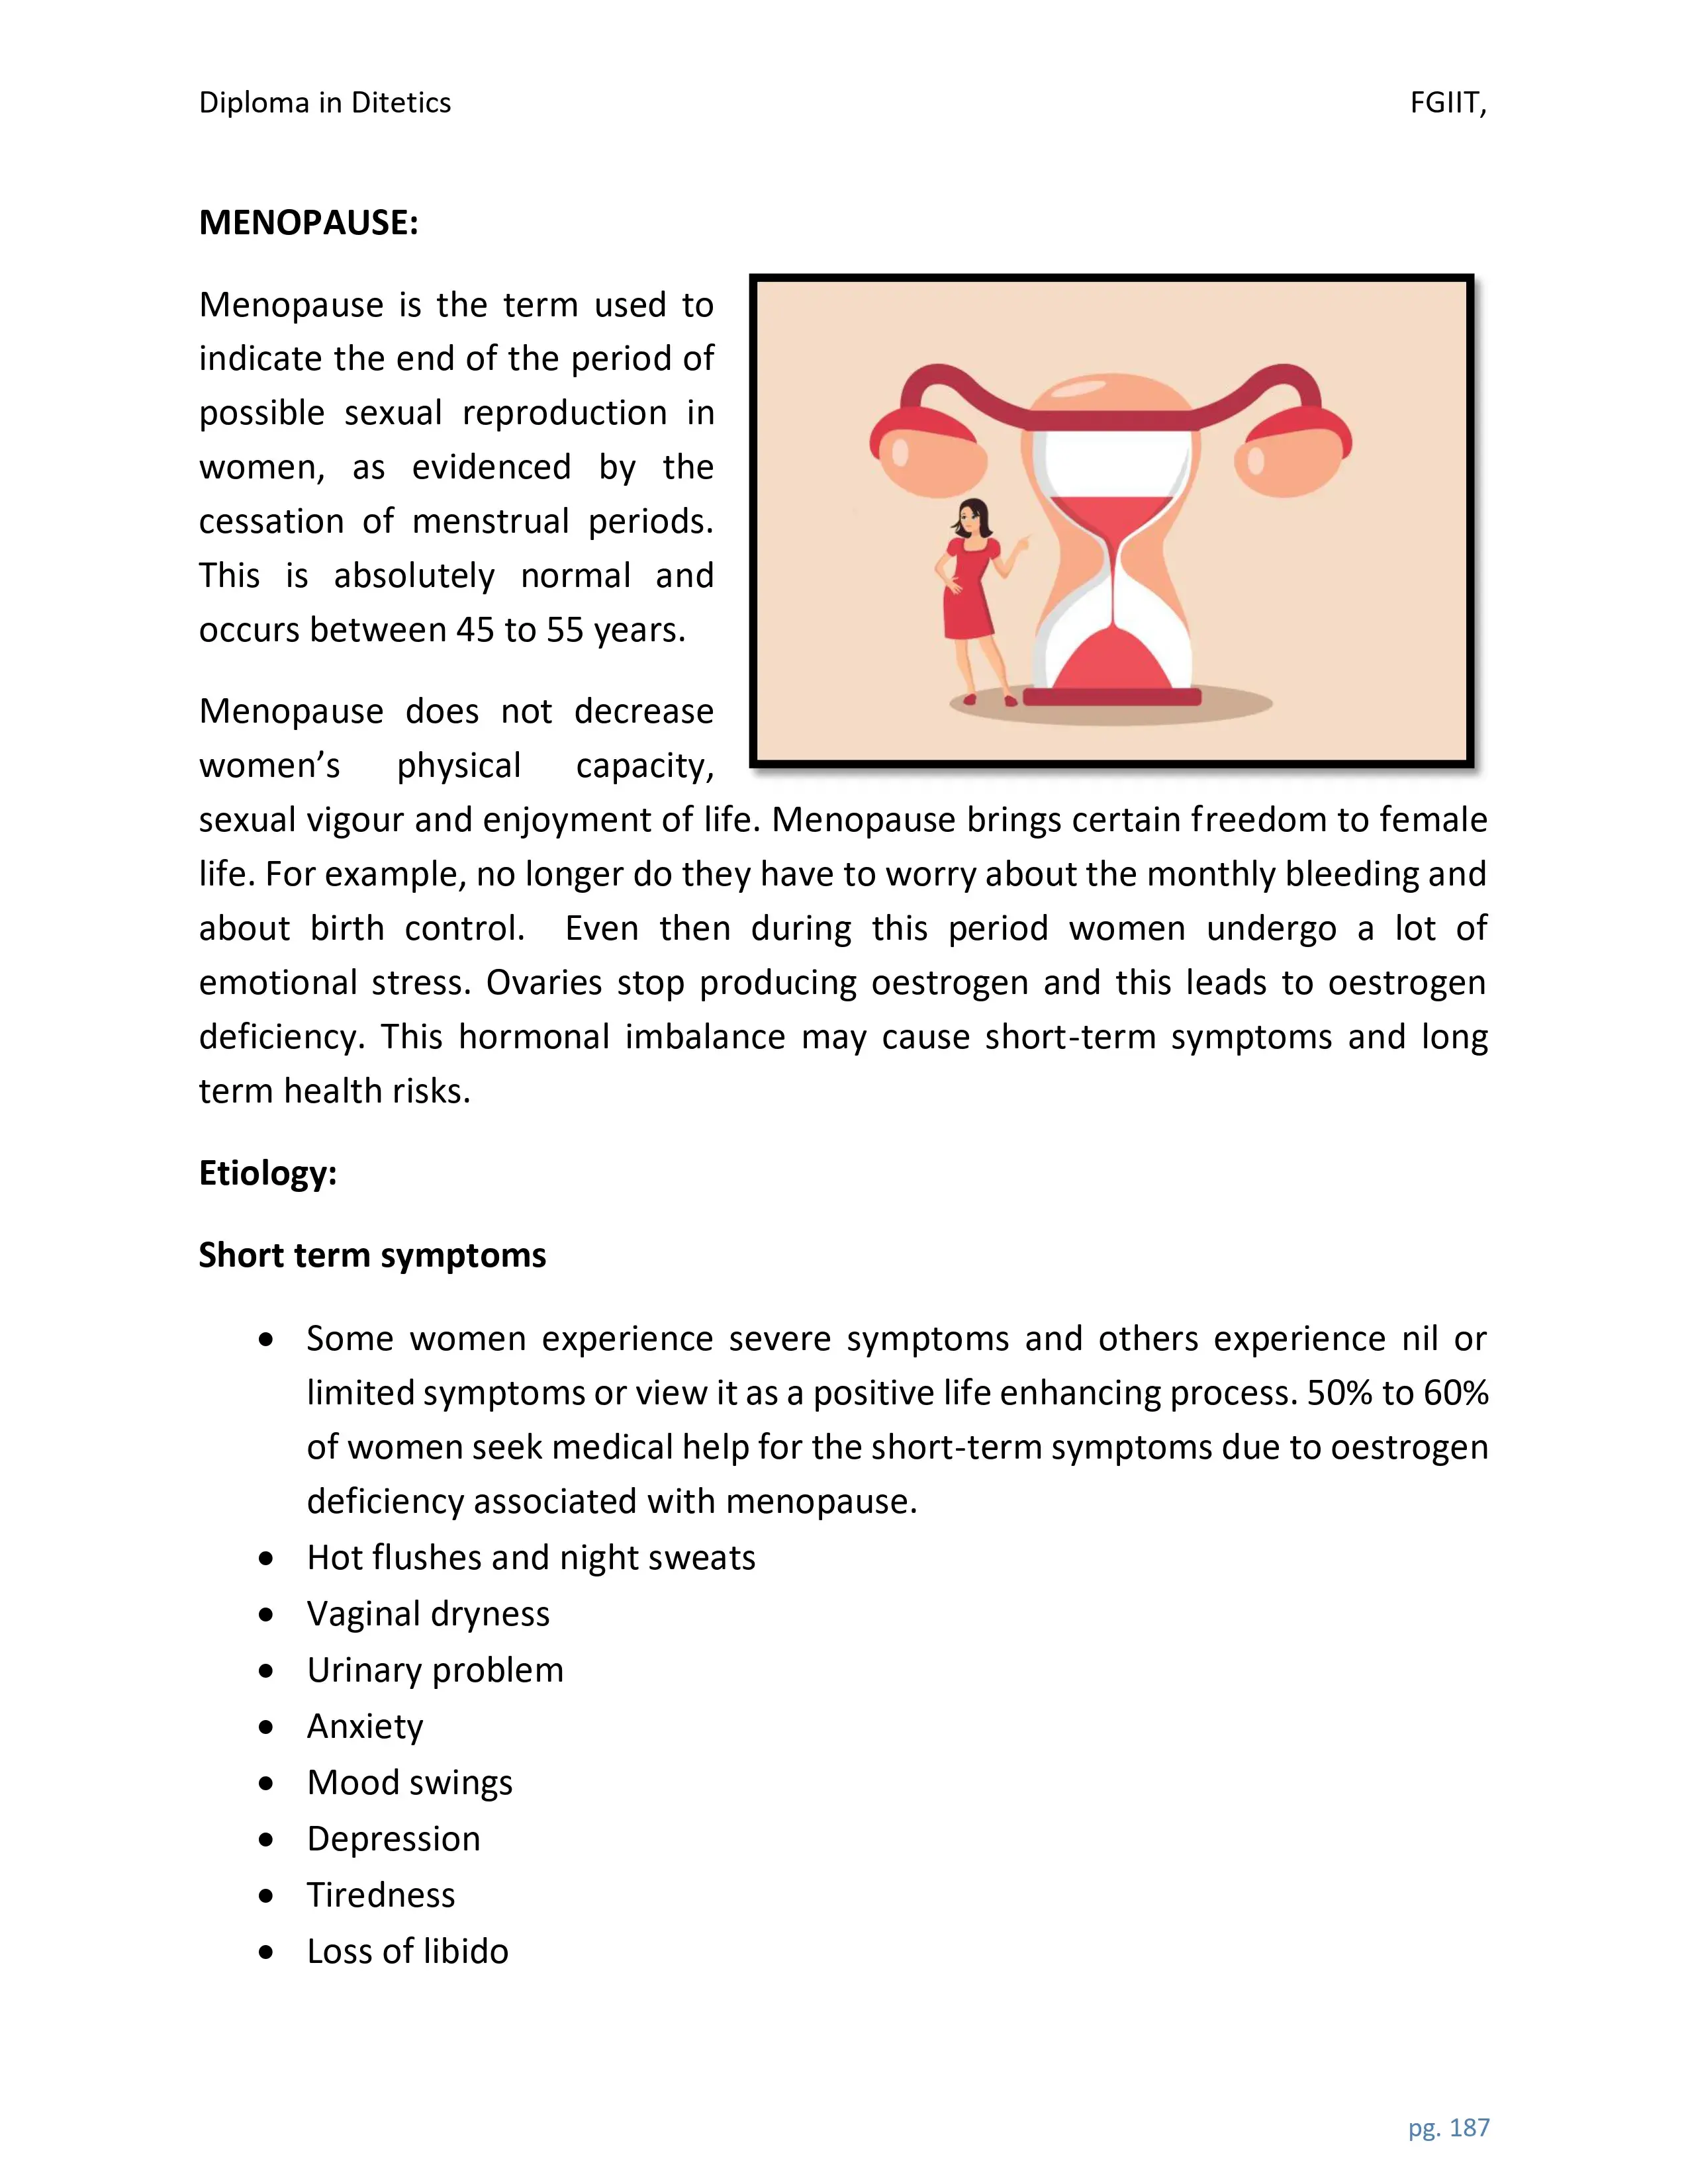 Diploma in Ditetics FGIIT,
MENOPAUSE:
Menopause is the term used to
indicate the end of the period of
possible sexual reproduction in
women, as evidenced by the
cessation of menstrual periods.
This is absolutely normal and
occurs between 45 to 55 years.
Menopause does not decrease
women’s physical capacity,
sexual vigour and enjoyment of life. Menopause brings certain freedom to female
life. For example, no longer do they have to worry about the monthly bleeding and
about birth control. Even then during this period women undergo a lot of
emotional stress. Ovaries stop producing oestrogen and this leads to oestrogen
deficiency. This hormonal imbalance may cause short-term symptoms and long
term health risks.
Etiology:
Short term symptoms
• Some women experience severe symptoms and others experience nil or
limited symptoms or view it as a positive life enhancing process. 50% to 60%
of women seek medical help for the short-term symptoms due to oestrogen
deficiency associated with menopause.
• Hot flushes and night sweats
• Vaginal dryness
• Urinary problem
• Anxiety
• Mood swings
• Depression
• Tiredness
• Loss of libido
pg. 187